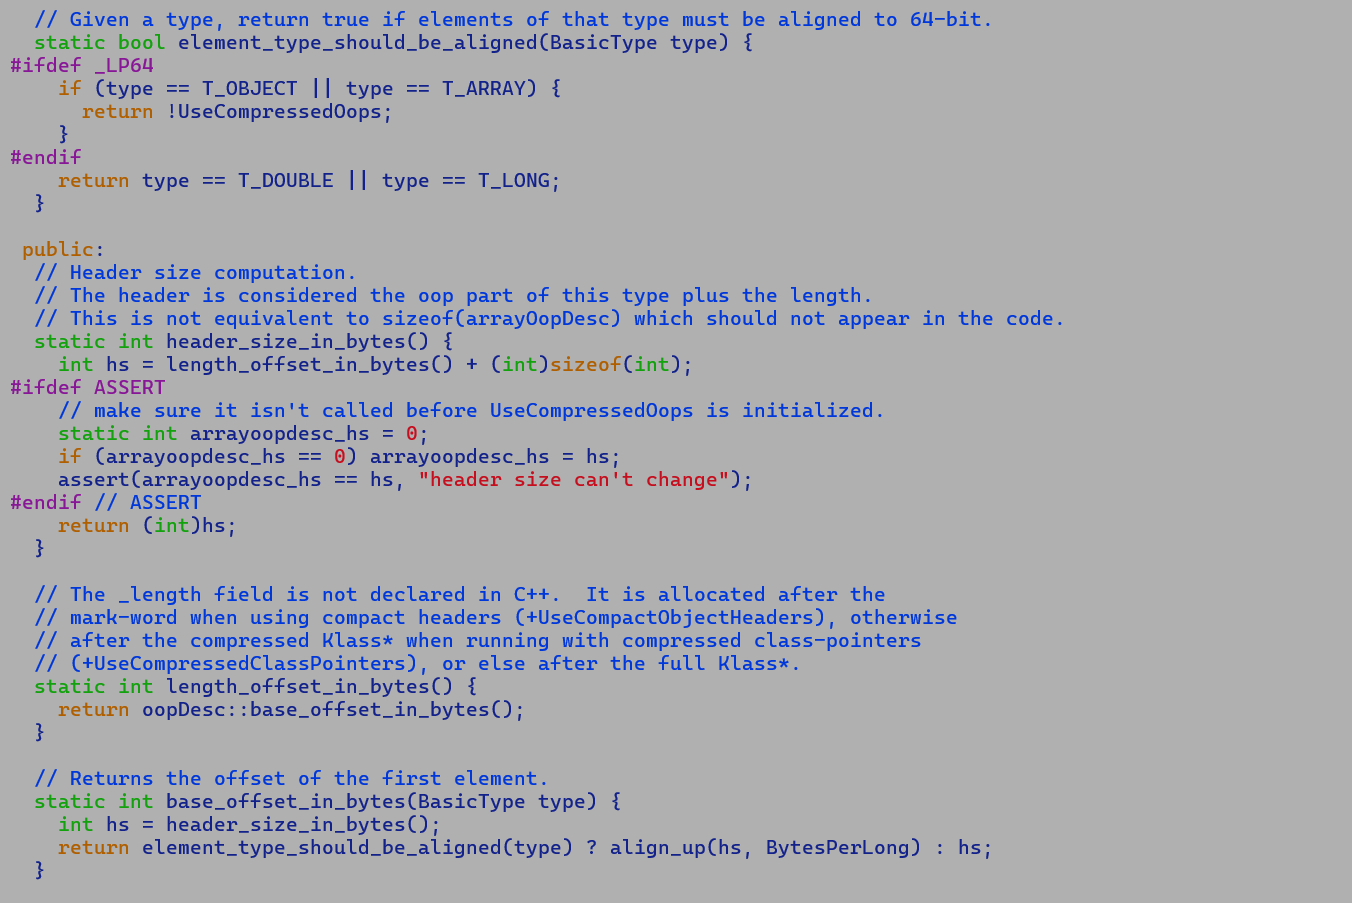 // Given a type, return true if elements of that type must be aligned to 64-bit.
  static bool element_type_should_be_aligned(BasicType type) {
#ifdef _LP64
    if (type == T_OBJECT || type == T_ARRAY) {
      return !UseCompressedOops;
    }
#endif
    return type == T_DOUBLE || type == T_LONG;
  }

 public:
  // Header size computation.
  // The header is considered the oop part of this type plus the length.
  // This is not equivalent to sizeof(arrayOopDesc) which should not appear in the code.
  static int header_size_in_bytes() {
    int hs = length_offset_in_bytes() + (int)sizeof(int);
#ifdef ASSERT
    // make sure it isn't called before UseCompressedOops is initialized.
    static int arrayoopdesc_hs = 0;
    if (arrayoopdesc_hs == 0) arrayoopdesc_hs = hs;
    assert(arrayoopdesc_hs == hs, "header size can't change");
#endif // ASSERT
    return (int)hs;
  }

  // The _length field is not declared in C++.  It is allocated after the
  // mark-word when using compact headers (+UseCompactObjectHeaders), otherwise
  // after the compressed Klass* when running with compressed class-pointers
  // (+UseCompressedClassPointers), or else after the full Klass*.
  static int length_offset_in_bytes() {
    return oopDesc::base_offset_in_bytes();
  }

  // Returns the offset of the first element.
  static int base_offset_in_bytes(BasicType type) {
    int hs = header_size_in_bytes();
    return element_type_should_be_aligned(type) ? align_up(hs, BytesPerLong) : hs;
  }